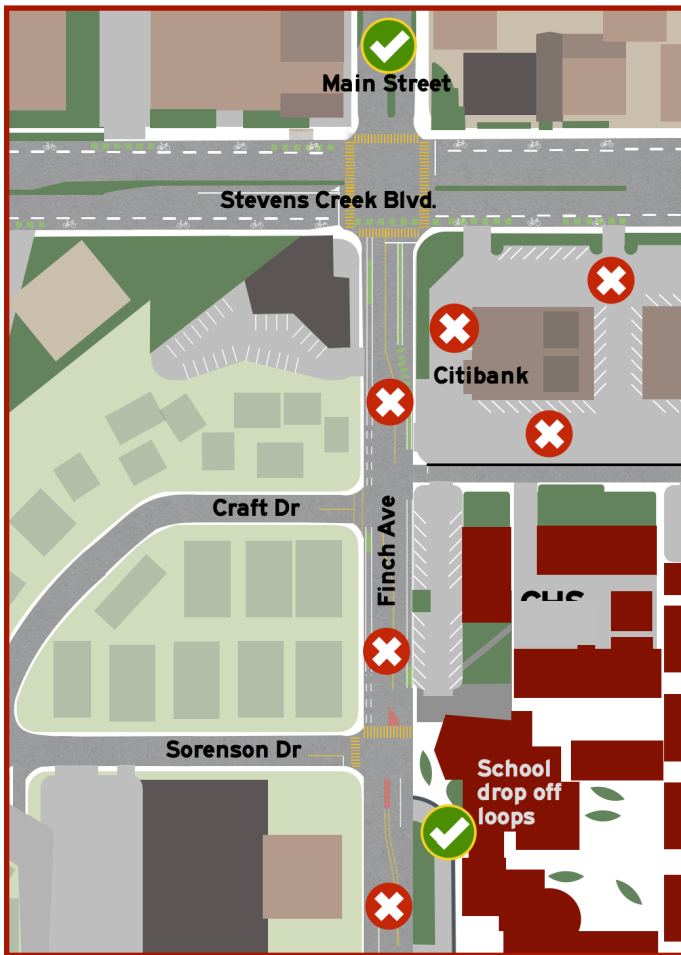 Main Street
Stevens Creek Blvd.
Citibank
Craft Dr
Finch Ave
CHS
Sorenson Dr
School
drop off
loops